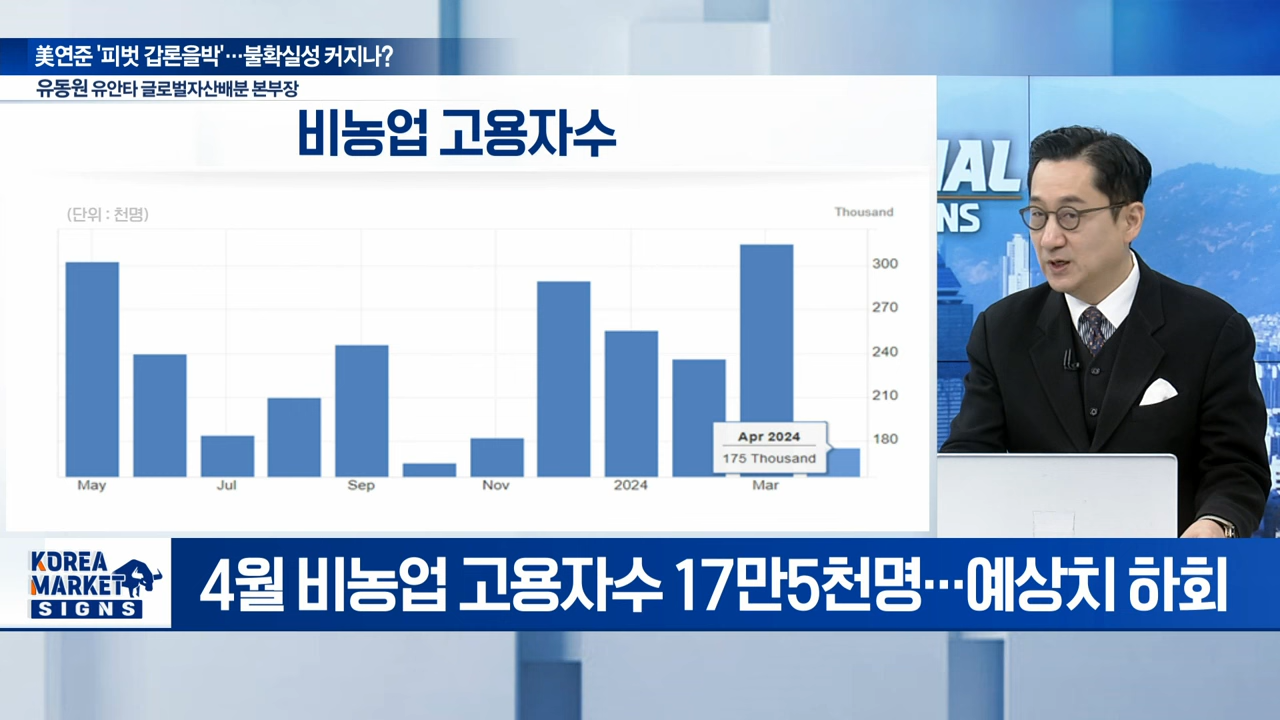 美연준 '피벗 갑론을박'…불확실성 커지나?
유동원 유안타 글로벌자산배분 본부장
비농업 고용자수
(단위 : 천명)
Thousand
300
270
240
210
180
Apr 2024
175 Thousand
May
Jul
Sep
Nov
2024
Mar
NAL
NS
KOREA
MARKET
SIGNS
4월 비농업 고용자수 17만5천명…예상치 하회